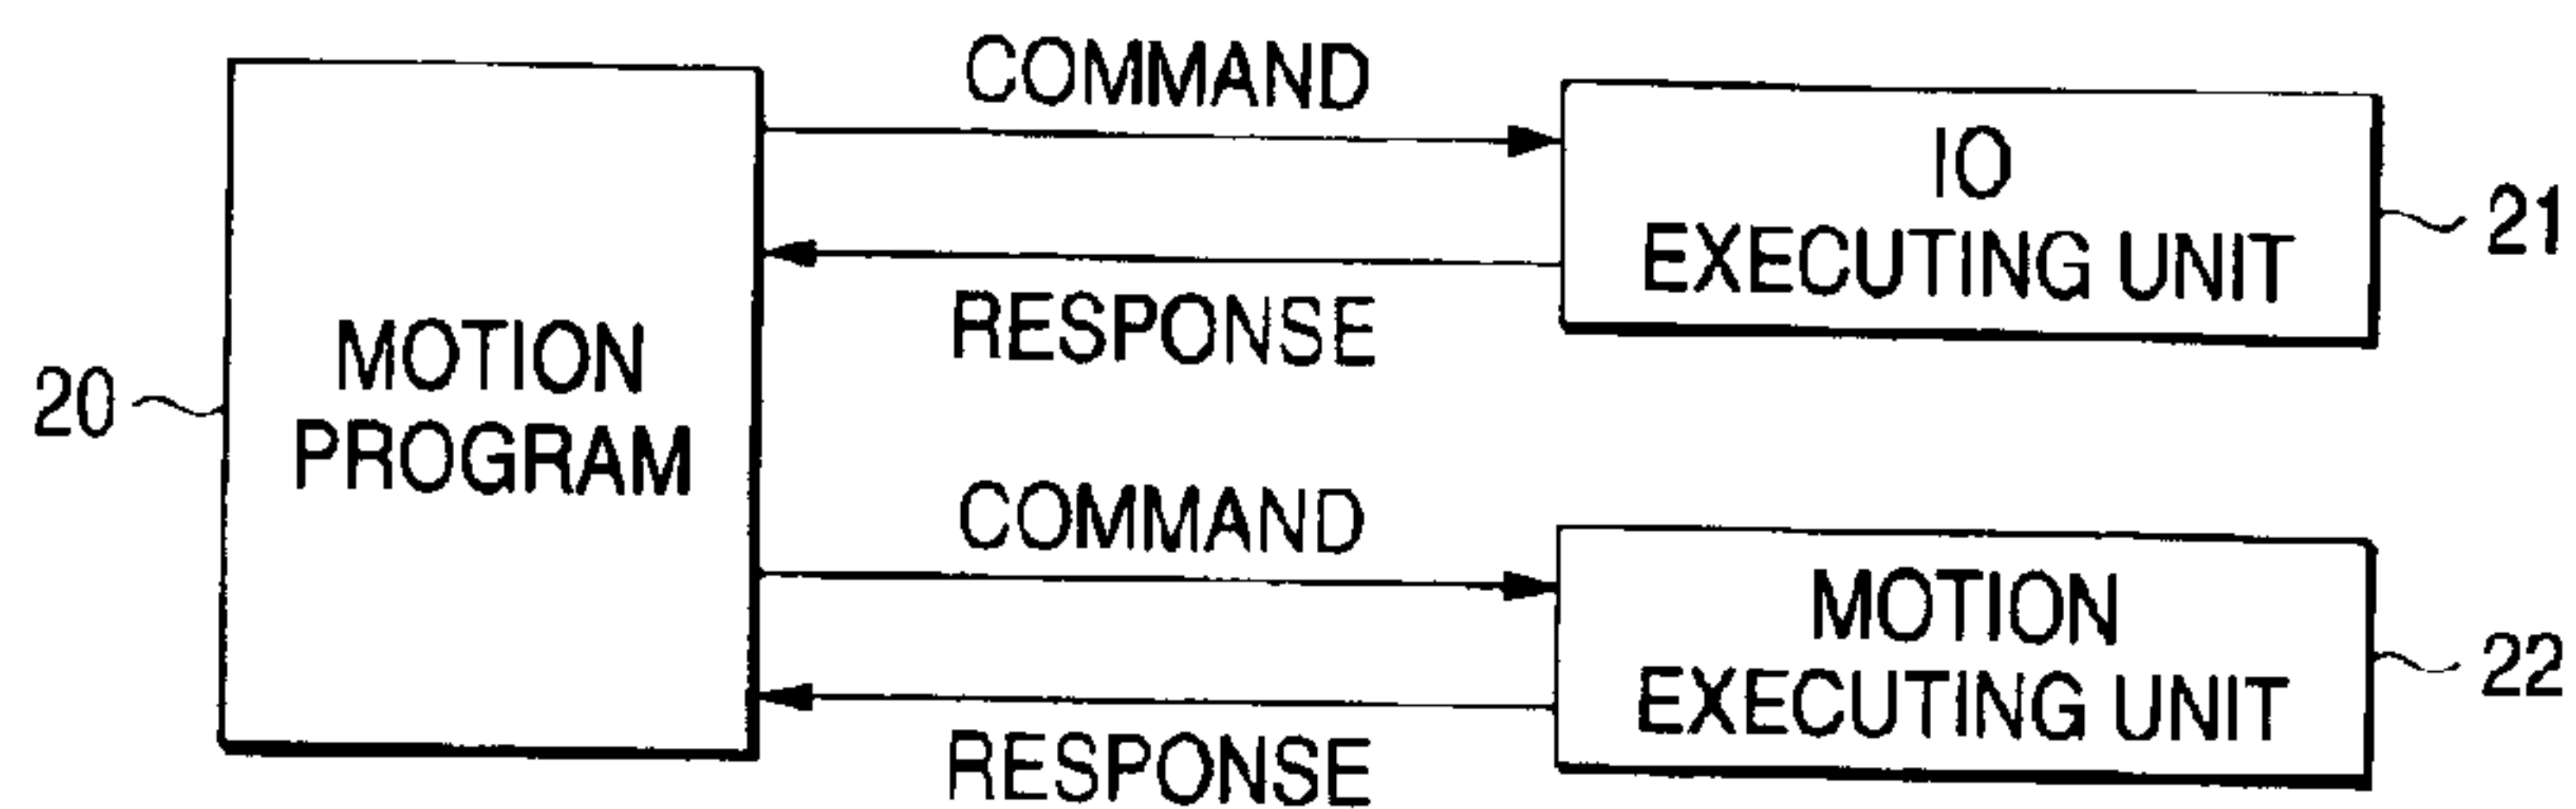 COMMAND
IO
EXECUTING UNIT
21
RESPONSE
MOTION
PROGRAM
20
COMMAND
MOTION
EXECUTING UNIT
22
RESPONSE